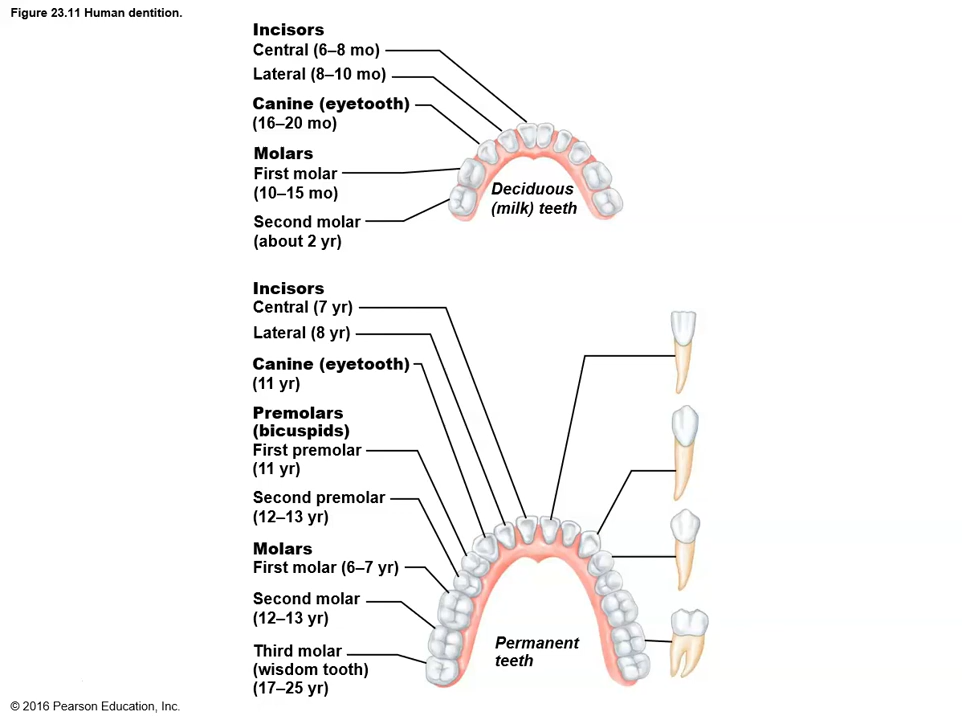 Figure 23.11 Human dentition.
Incisors
Central (6–8 mo)
Lateral (8–10 mo)
Canine (eyetooth)
(16–20 mo)
Molars
First molar
(10–15 mo)
Second molar
(about 2 yr)
Deciduous
(milk) teeth
Incisors
Central (7 yr)
Lateral (8 yr)
Canine (eyetooth)
(11 yr)
Premolars
(bicuspids)
First premolar
(11 yr)
Second premolar
(12–13 yr)
Molars
First molar (6–7 yr)
Second molar
(12–13 yr)
Third molar
(wisdom tooth)
(17–25 yr)
Permanent
teeth
© 2016 Pearson Education, Inc.